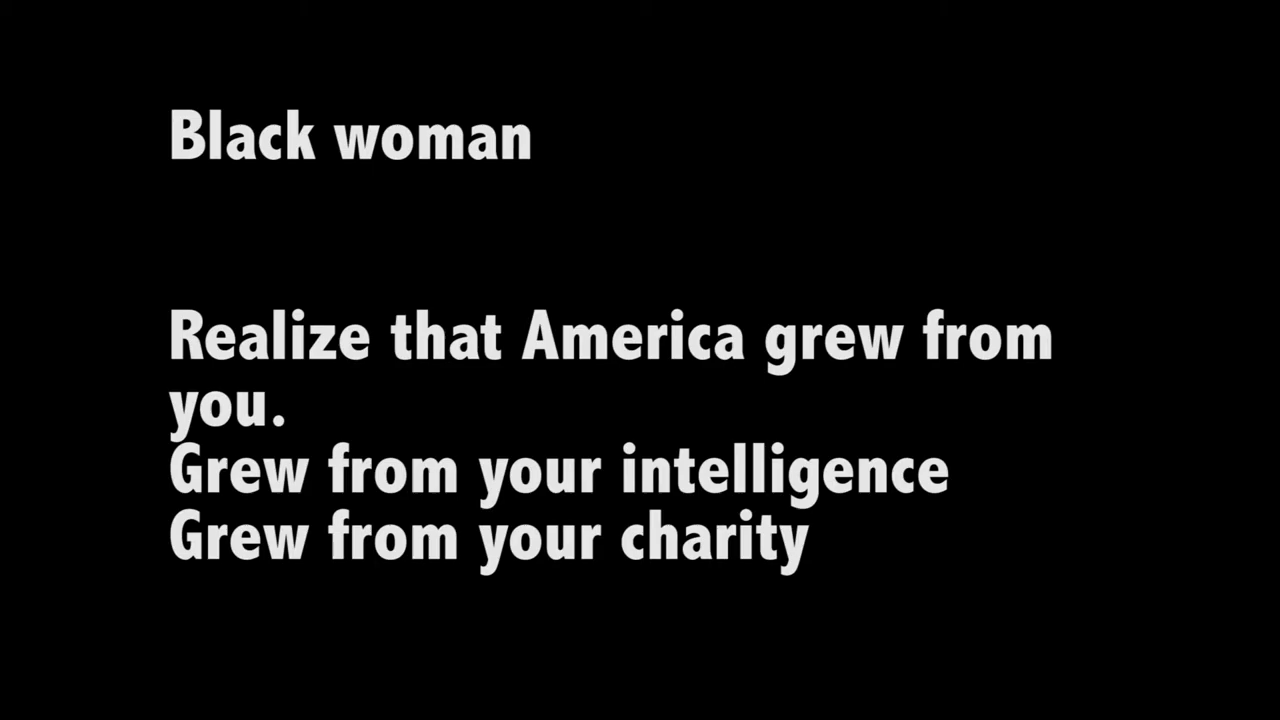 Black woman
Realize that America grew from
you.
Grew from your intelligence
Grew from your charity